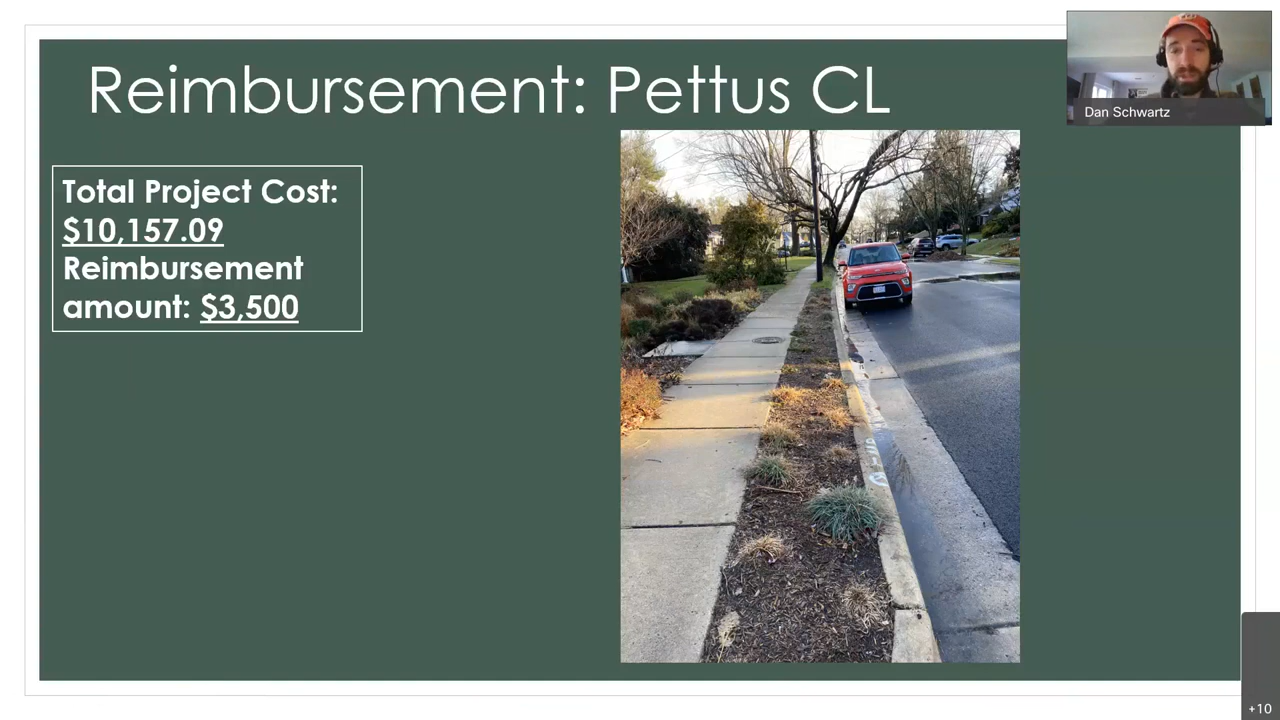 Reimbursement: Pettus CL
Dan Schwartz
Total Project Cost:
$10,157.09
Reimbursement
amount: $3,500
+10